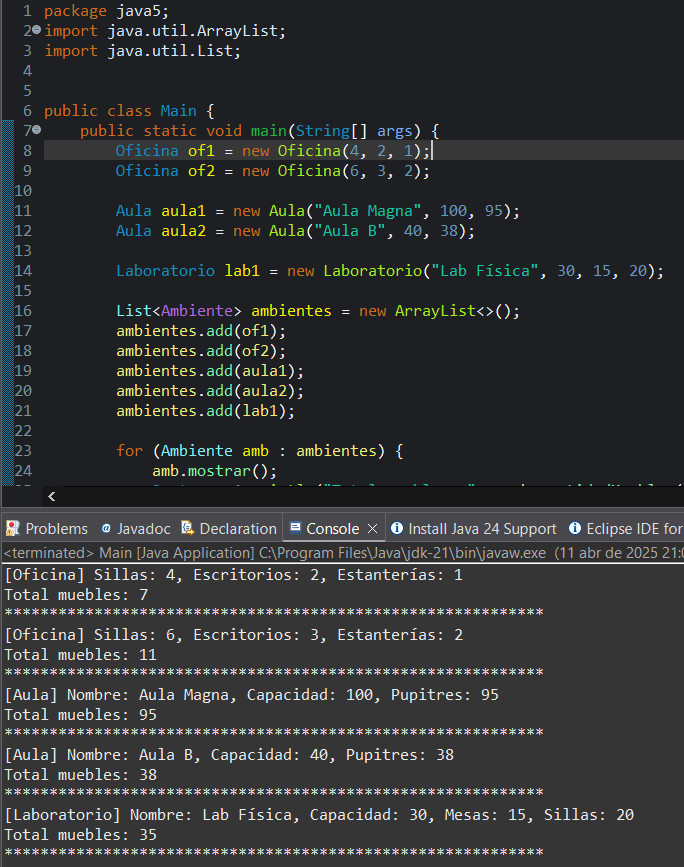 1 package java5;
2 import java.util.ArrayList;
3 import java.util.List;
4
5
6 public class Main {
7     public static void main(String[] args) {
8         Oficina of1 = new Oficina(4, 2, 1);
9         Oficina of2 = new Oficina(6, 3, 2);
10
11         Aula aula1 = new Aula("Aula Magna", 100, 95);
12         Aula aula2 = new Aula("Aula B", 40, 38);
13
14         Laboratorio lab1 = new Laboratorio("Lab Física", 30, 15, 20);
15
16         List<Ambiente> ambientes = new ArrayList<>();
17         ambientes.add(of1);
18         ambientes.add(of2);
19         ambientes.add(aula1);
20         ambientes.add(aula2);
21         ambientes.add(lab1);
22
23         for (Ambiente amb : ambientes) {
24             amb.mostrar();
Problems @ Javadoc Declaration Console Install Java 24 Support Eclipse IDE for
<terminated> Main [Java Application] C:\Program Files\Java\jdk-21\bin\javaw.exe (11 abr de 2025 21:0
[Oficina] Sillas: 4, Escritorios: 2, Estanterías: 1
Total muebles: 7
************************************************************
[Oficina] Sillas: 6, Escritorios: 3, Estanterías: 2
Total muebles: 11
************************************************************
[Aula] Nombre: Aula Magna, Capacidad: 100, Pupitres: 95
Total muebles: 95
************************************************************
[Aula] Nombre: Aula B, Capacidad: 40, Pupitres: 38
Total muebles: 38
************************************************************
[Laboratorio] Nombre: Lab Física, Capacidad: 30, Mesas: 15, Sillas: 20
Total muebles: 35
************************************************************